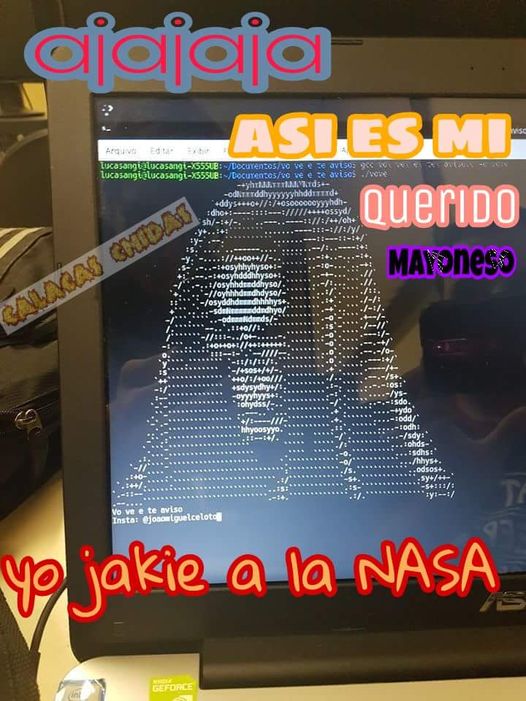 ajajaja
ASI ES MI
QUERIDO
MAYONESO
CALACAS CHIDAS
Arquivo Editar Exibir
lucasangi@lucasangi-X555UB:~/Documentos/vo ve e te aviso$
lucasangi@lucasangi-X555UB:~/Documentos/vo ve e te aviso$ ./vove
Vo ve e te aviso
Insta: @joaomiguelceloto
yo jakie a la NASA
intel
NVIDIA
GEFORCE